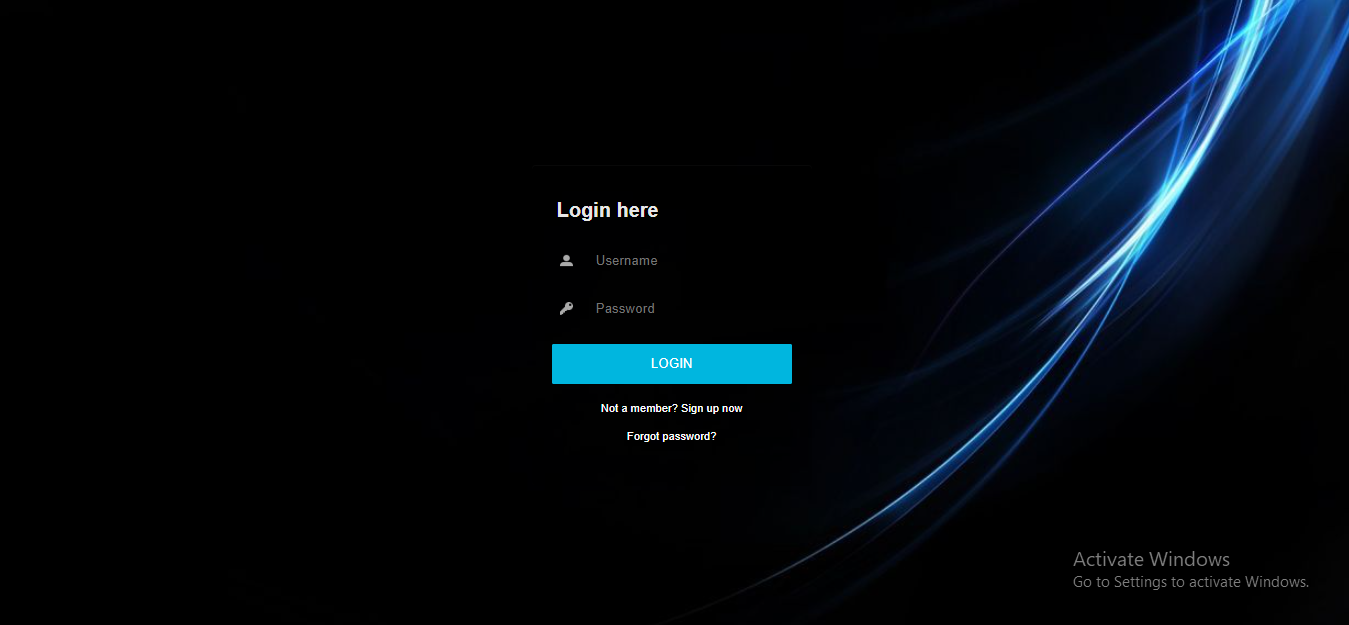 Login here
Username
Password
LOGIN
Not a member? Sign up now
Forgot password?
Activate Windows
Go to Settings to activate Windows.